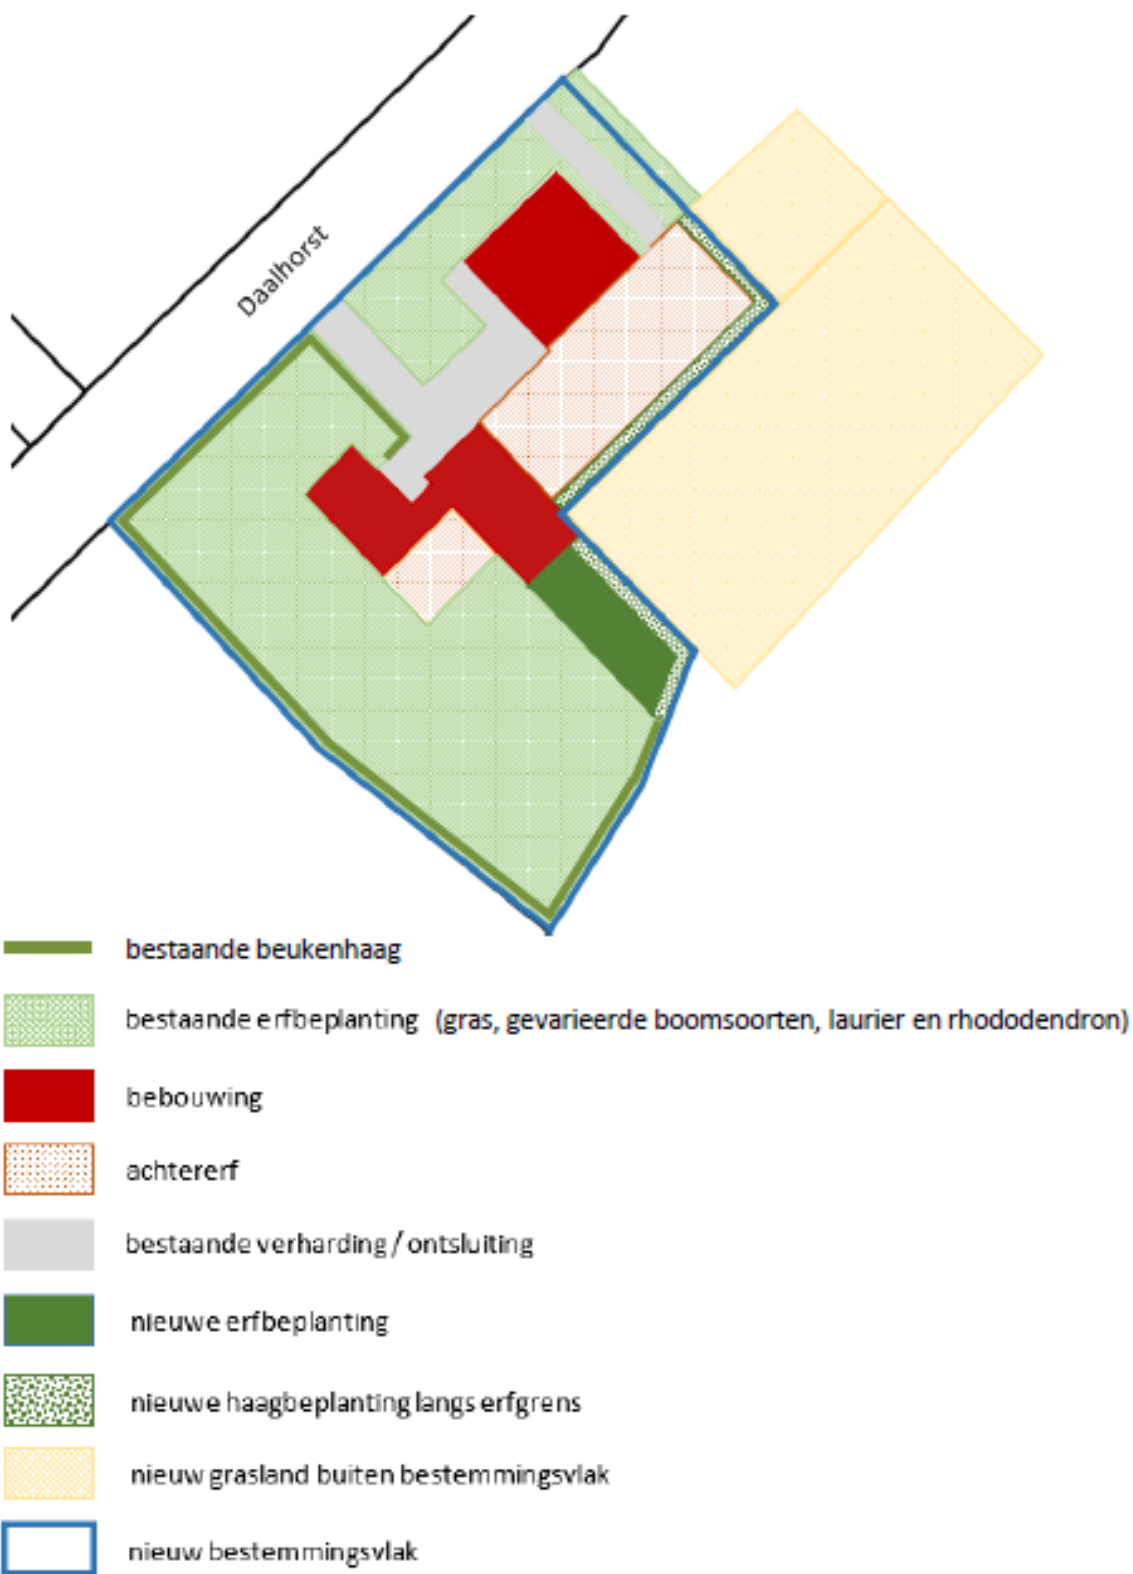 Daalhorst
bestaande beukenhaag
bestaande erfbeplanting (gras, gevarieerde boomsoorten, laurier en rhododendron)
bebouwing
achtererf
bestaande verharding / ontsluiting
nieuwe erfbeplanting
nieuwe haagbeplanting langs erfgrens
nieuw grasland buiten bestemmingsvlak
nieuw bestemmingsvlak